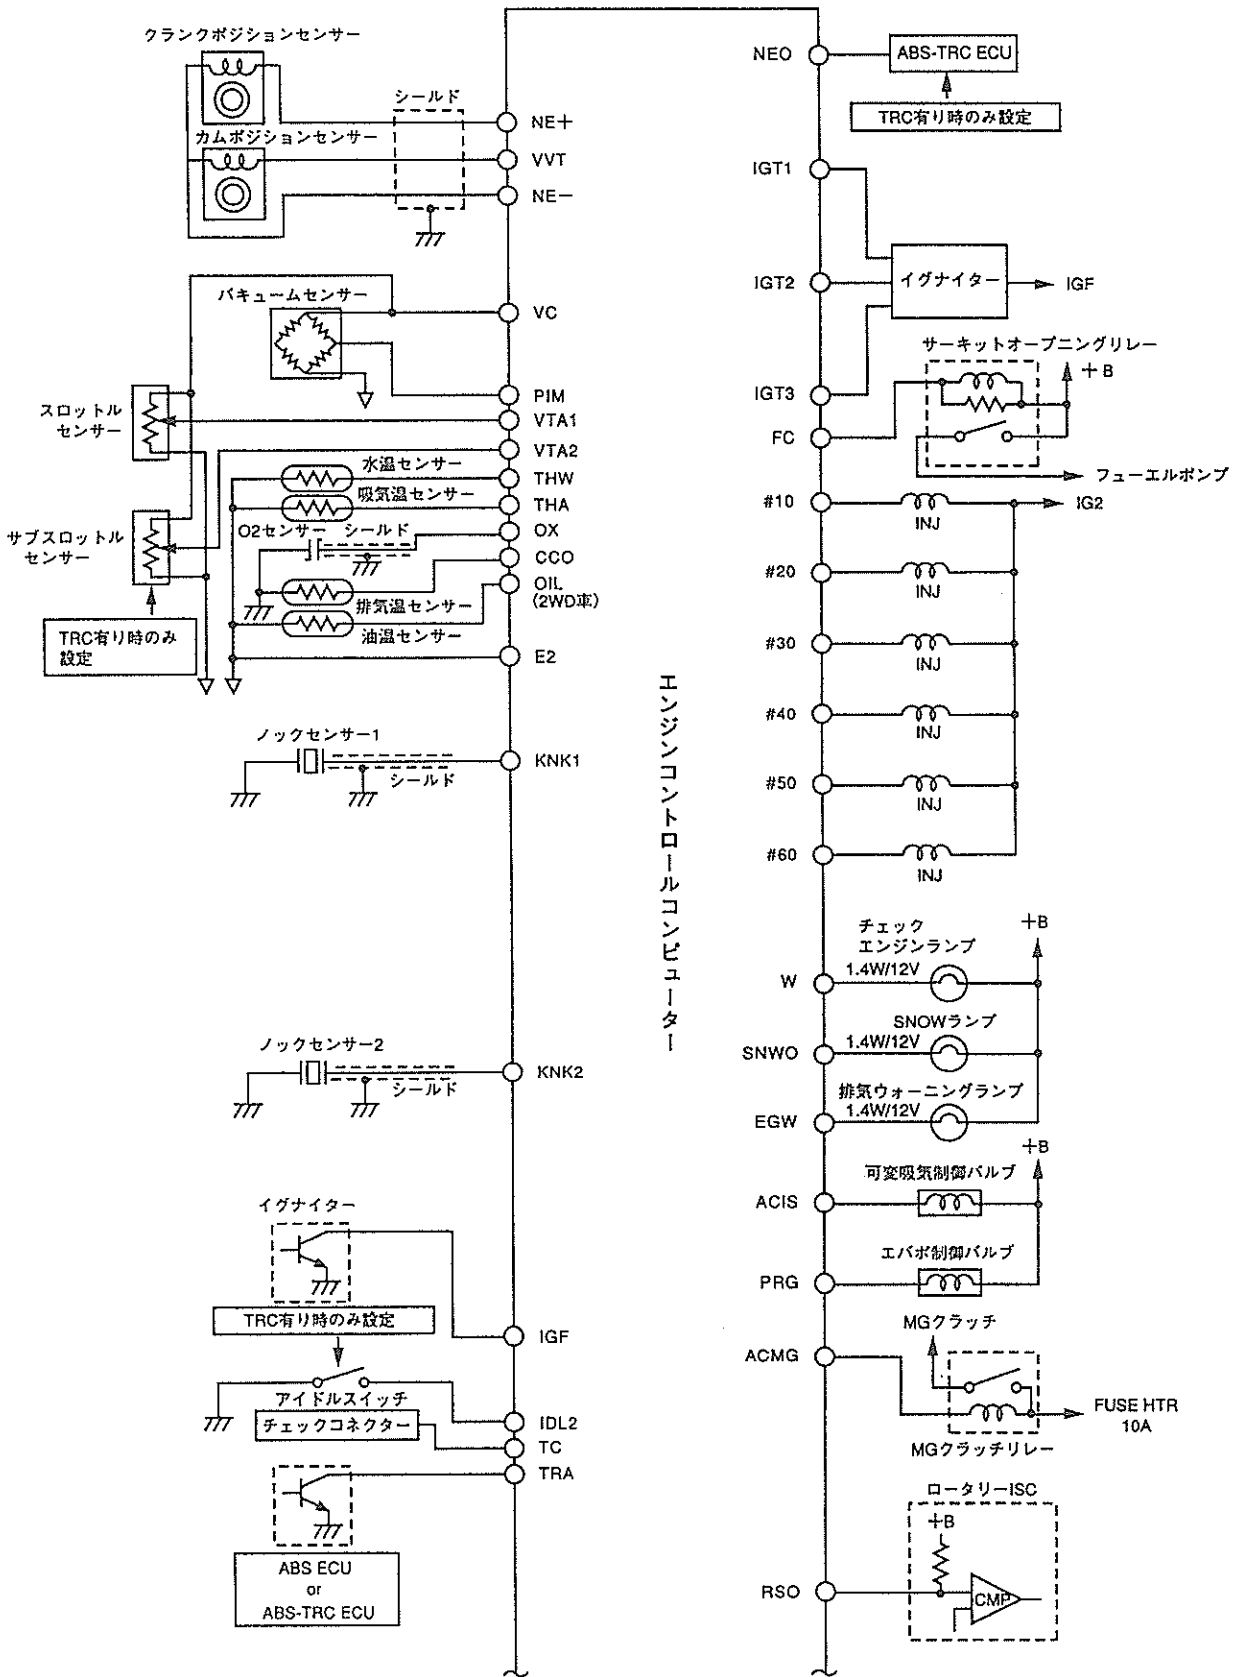 クランクポジションセンサー
シールド
NE+
カムポジションセンサー
VVT
NE−
バキュームセンサー
VC
PIM
スロットル
センサー
VTA1
VTA2
水温センサー
THW
吸気温センサー
THA
O2センサー
シールド
OX
サブスロットル
センサー
CCO
OIL
(2WD車)
排気温センサー
油温センサー
TRC有り時のみ
設定
E2
ノックセンサー1
KNK1
シールド
ノックセンサー2
KNK2
シールド
イグナイター
TRC有り時のみ設定
IGF
アイドルスイッチ
IDL2
チェックコネクター
TC
TRA
ABS ECU
or
ABS-TRC ECU
エンジンコントロールコンピューター
NEO
ABS-TRC ECU
TRC有り時のみ設定
IGT1
IGT2
イグナイター
IGF
サーキットオープニングリレー
+B
IGT3
FC
フューエルポンプ
#10
INJ
IG2
#20
INJ
#30
INJ
#40
INJ
#50
INJ
#60
INJ
チェック
エンジンランプ
+B
W
1.4W/12V
SNOWランプ
SNWO
1.4W/12V
排気ウォーニングランプ
EGW
1.4W/12V
+B
可変吸気制御バルブ
ACIS
エバポ制御バルブ
PRG
MGクラッチ
ACMG
FUSE HTR
10A
MGクラッチリレー
ロータリーISC
+B
RSO
CMP